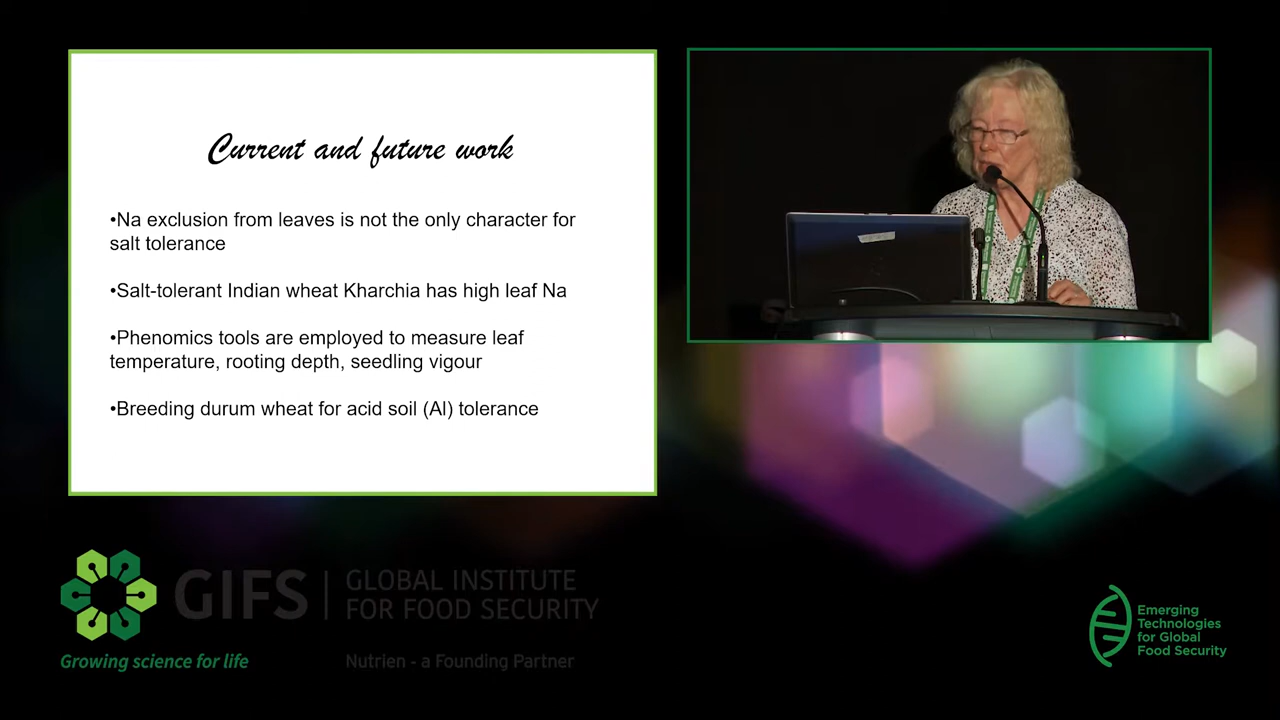 Current and future work
•Na exclusion from leaves is not the only character for
salt tolerance
•Salt-tolerant Indian wheat Kharchia has high leaf Na
•Phenomics tools are employed to measure leaf
temperature, rooting depth, seedling vigour
•Breeding durum wheat for acid soil (Al) tolerance
GIFS
GLOBAL INSTITUTE
FOR FOOD SECURITY
Growing science for life
Nutrien - a Founding Partner
Emerging
Technologies
for Global
Food Security